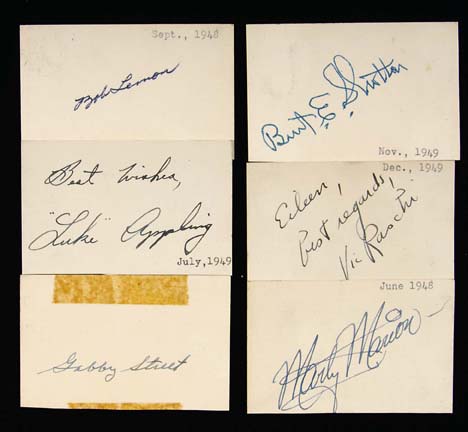 Sept., 1948
Bob Lemon
Best Wishes,
"Luke" Appling
July,1949
Gabby Street
Burt E. Shotton
Nov., 1949
Dec., 1949
Eileen,
Best regards,
Vic Raschi
June 1948
Marty Marion